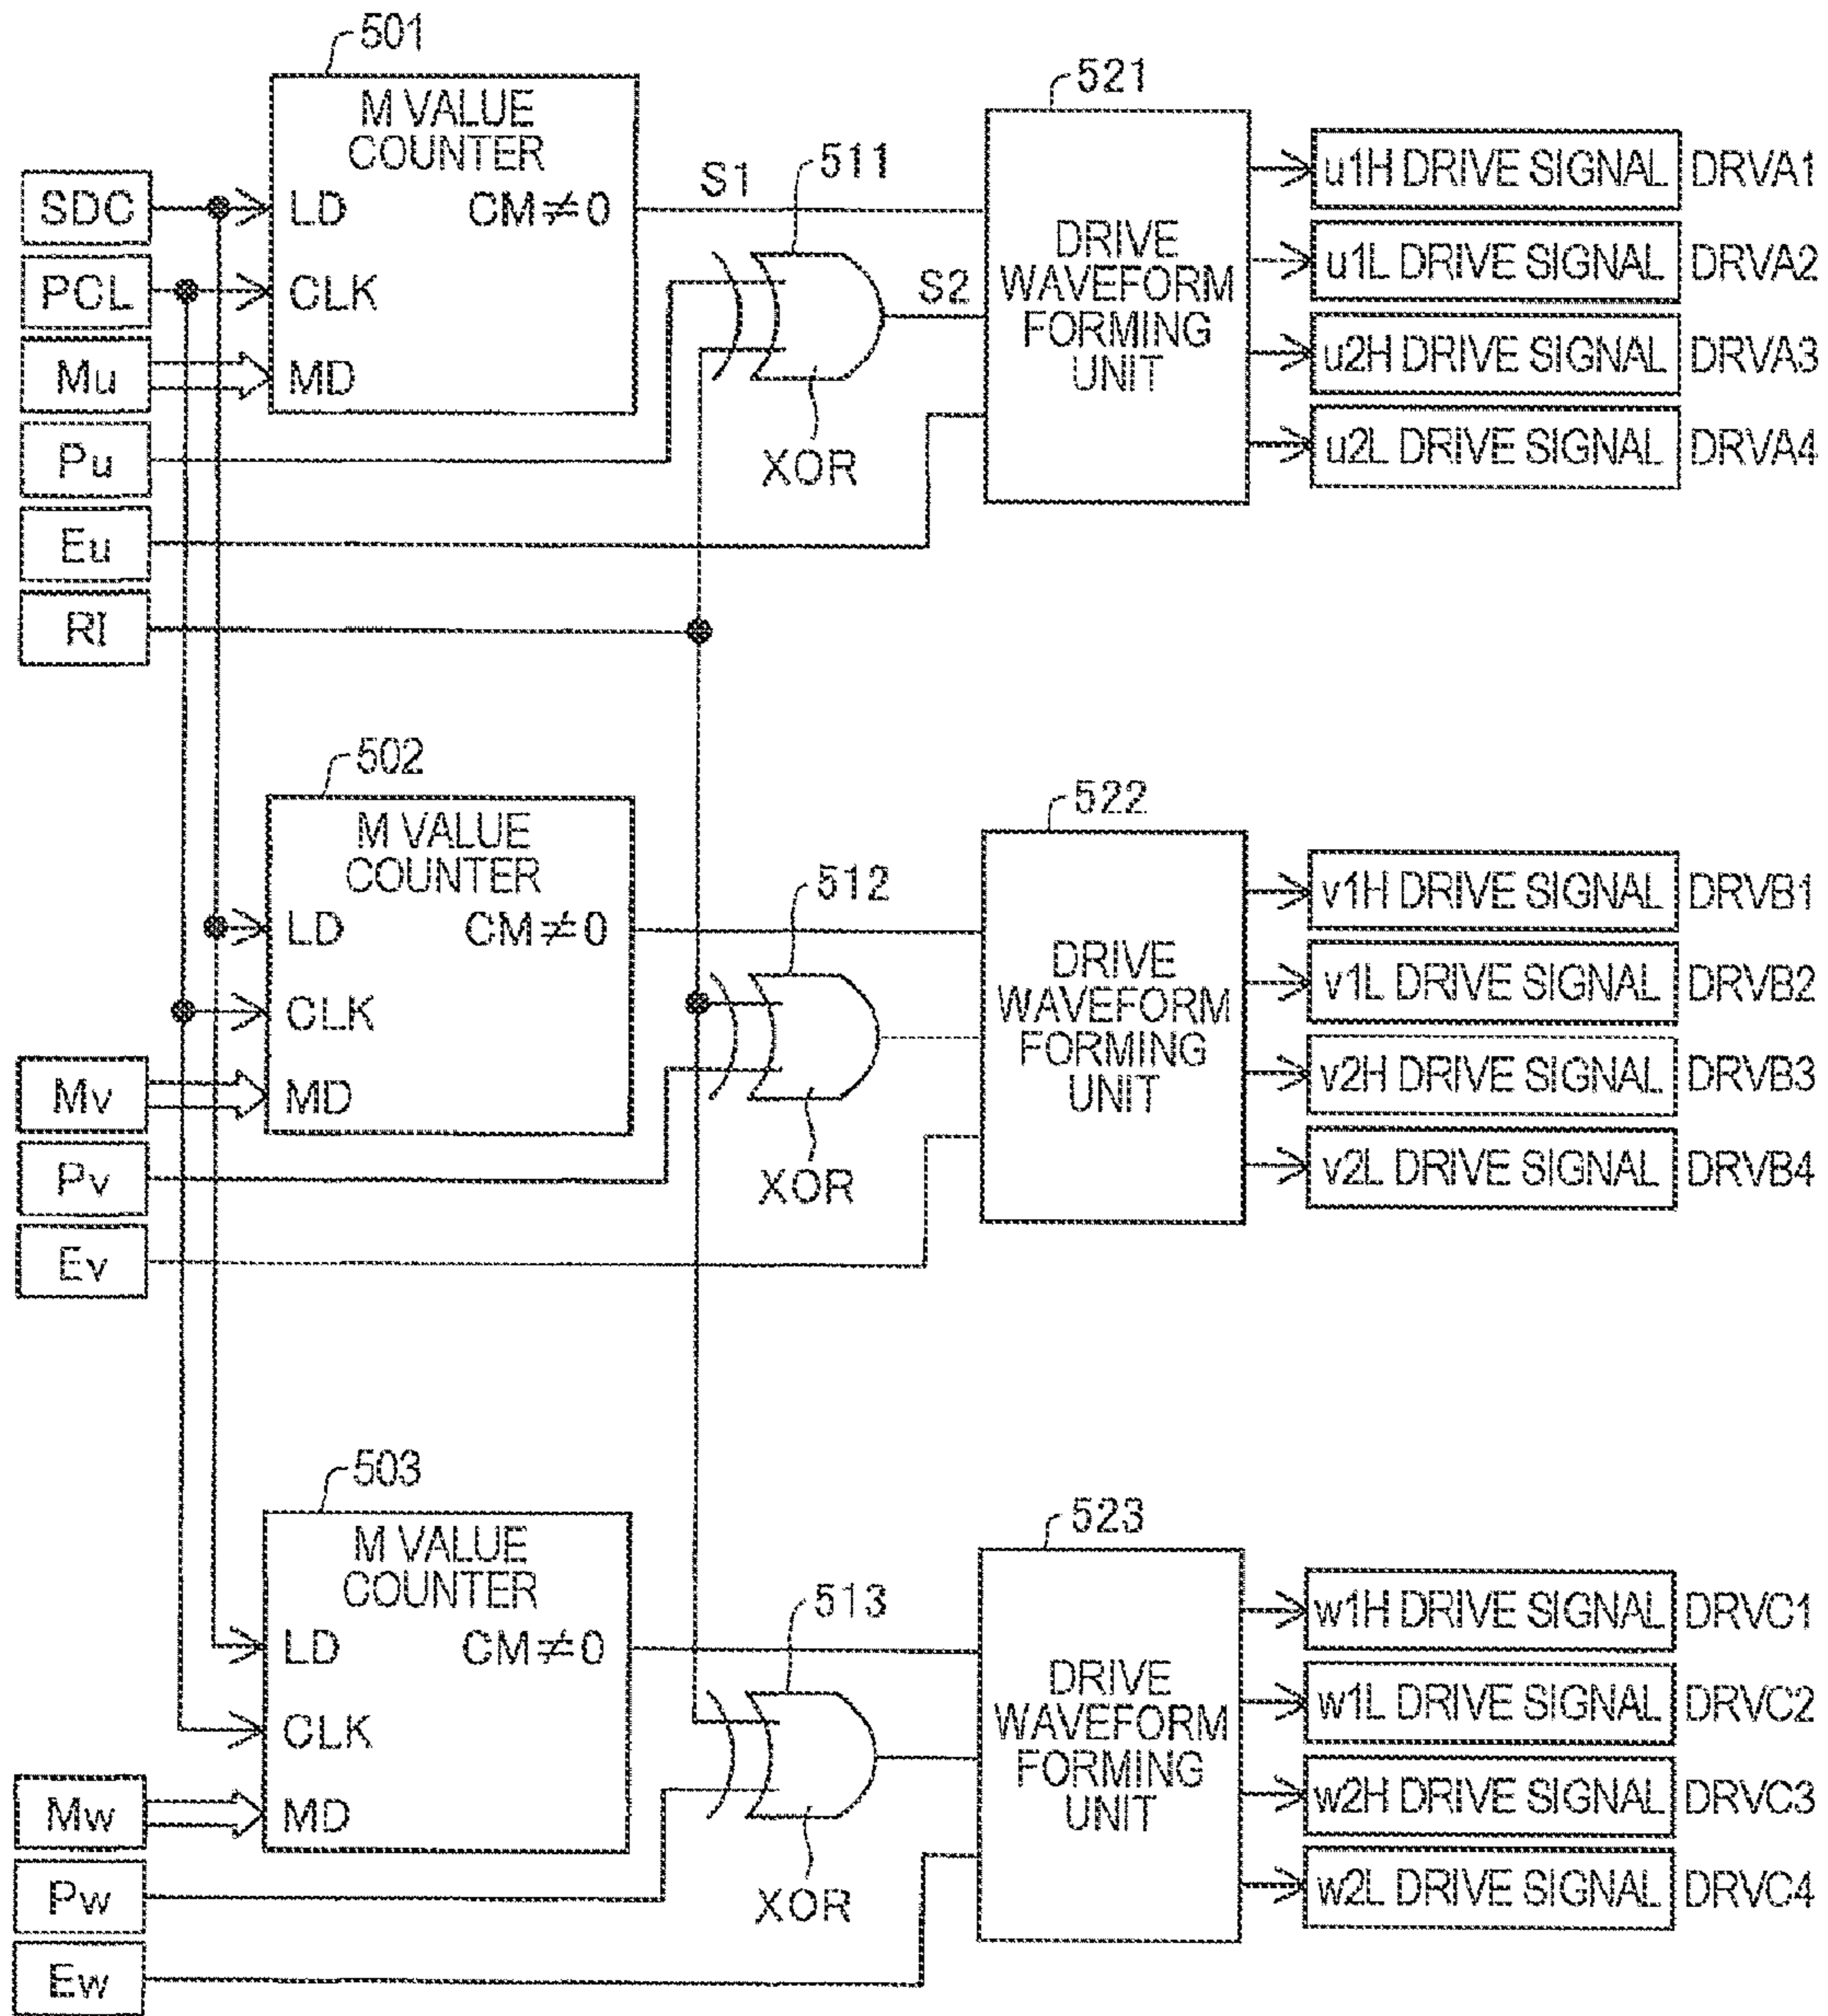 501
M VALUE
COUNTER
LD
CM≠0
CLK
MD
SDC
PCL
Mu
Pu
Eu
RI
S1
511
S2
XOR
521
DRIVE
WAVEFORM
FORMING
UNIT
u1H DRIVE SIGNAL DRVA1
u1L DRIVE SIGNAL DRVA2
u2H DRIVE SIGNAL DRVA3
u2L DRIVE SIGNAL DRVA4
502
M VALUE
COUNTER
LD
CM≠0
CLK
MD
Mv
Pv
Ev
512
XOR
522
DRIVE
WAVEFORM
FORMING
UNIT
v1H DRIVE SIGNAL DRVB1
v1L DRIVE SIGNAL DRVB2
v2H DRIVE SIGNAL DRVB3
v2L DRIVE SIGNAL DRVB4
503
M VALUE
COUNTER
LD
CM≠0
CLK
MD
Mw
Pw
Ew
513
XOR
523
DRIVE
WAVEFORM
FORMING
UNIT
w1H DRIVE SIGNAL DRVC1
w1L DRIVE SIGNAL DRVC2
w2H DRIVE SIGNAL DRVC3
w2L DRIVE SIGNAL DRVC4